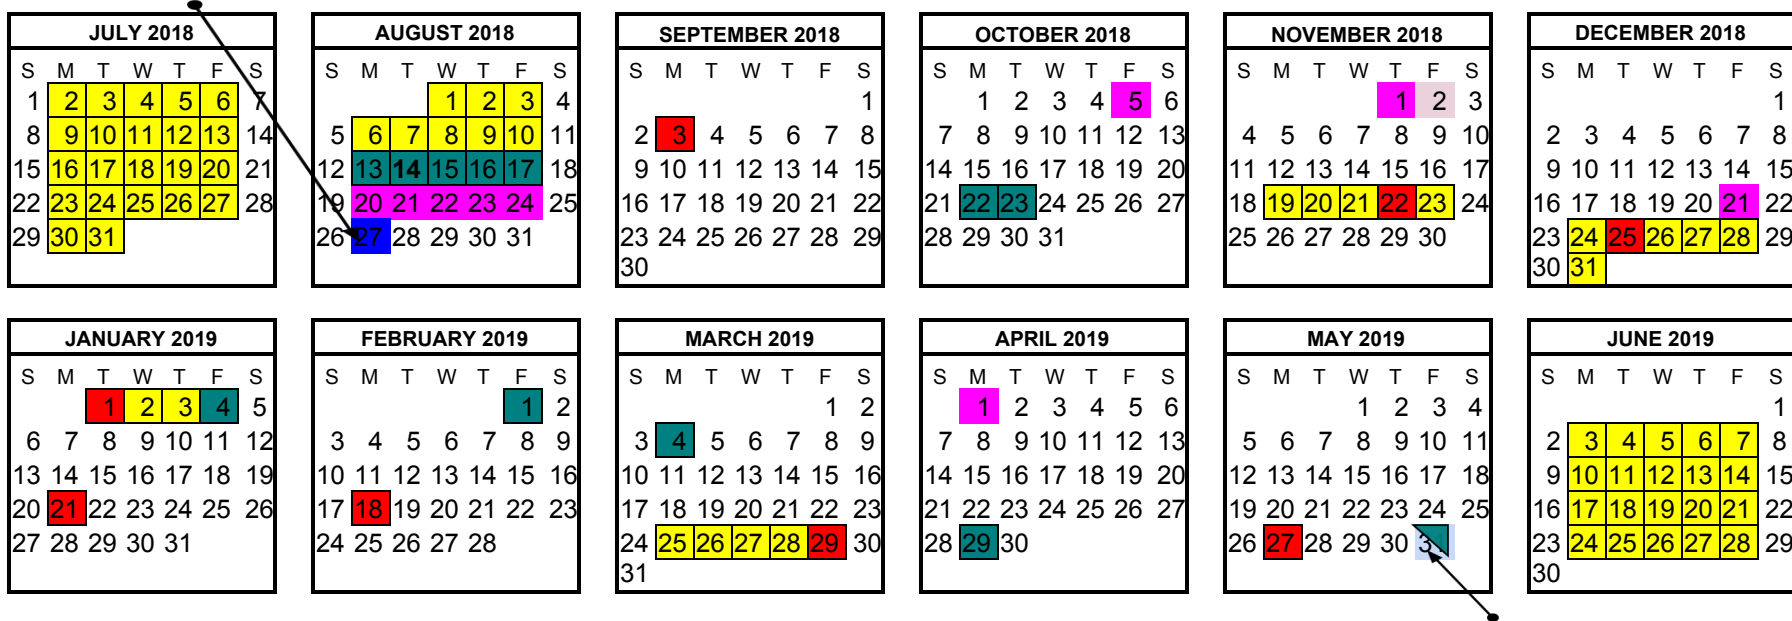 JULY 2018
S M T W T F S
1 2 3 4 5 6 7
8 9 10 11 12 13 14
15 16 17 18 19 20 21
22 23 24 25 26 27 28
29 30 31
AUGUST 2018
S M T W T F S
1 2 3 4
5 6 7 8 9 10 11
12 13 14 15 16 17 18
19 20 21 22 23 24 25
26 27 28 29 30 31
SEPTEMBER 2018
S M T W T F S
1
2 3 4 5 6 7 8
9 10 11 12 13 14 15
16 17 18 19 20 21 22
23 24 25 26 27 28 29
30
OCTOBER 2018
S M T W T F S
1 2 3 4 5 6
7 8 9 10 11 12 13
14 15 16 17 18 19 20
21 22 23 24 25 26 27
28 29 30 31
NOVEMBER 2018
S M T W T F S
1 2 3
4 5 6 7 8 9 10
11 12 13 14 15 16 17
18 19 20 21 22 23 24
25 26 27 28 29 30
DECEMBER 2018
S M T W T F S
1
2 3 4 5 6 7 8
9 10 11 12 13 14 15
16 17 18 19 20 21 22
23 24 25 26 27 28 29
30 31
JANUARY 2019
S M T W T F S
1 2 3 4 5
6 7 8 9 10 11 12
13 14 15 16 17 18 19
20 21 22 23 24 25 26
27 28 29 30 31
FEBRUARY 2019
S M T W T F S
1 2
3 4 5 6 7 8 9
10 11 12 13 14 15 16
17 18 19 20 21 22 23
24 25 26 27 28
MARCH 2019
S M T W T F S
1 2
3 4 5 6 7 8 9
10 11 12 13 14 15 16
17 18 19 20 21 22 23
24 25 26 27 28 29 30
31
APRIL 2019
S M T W T F S
1 2 3 4 5 6
7 8 9 10 11 12 13
14 15 16 17 18 19 20
21 22 23 24 25 26 27
28 29 30
MAY 2019
S M T W T F S
1 2 3 4
5 6 7 8 9 10 11
12 13 14 15 16 17 18
19 20 21 22 23 24 25
26 27 28 29 30 31
JUNE 2019
S M T W T F S
1
2 3 4 5 6 7 8
9 10 11 12 13 14 15
16 17 18 19 20 21 22
23 24 25 26 27 28 29
30